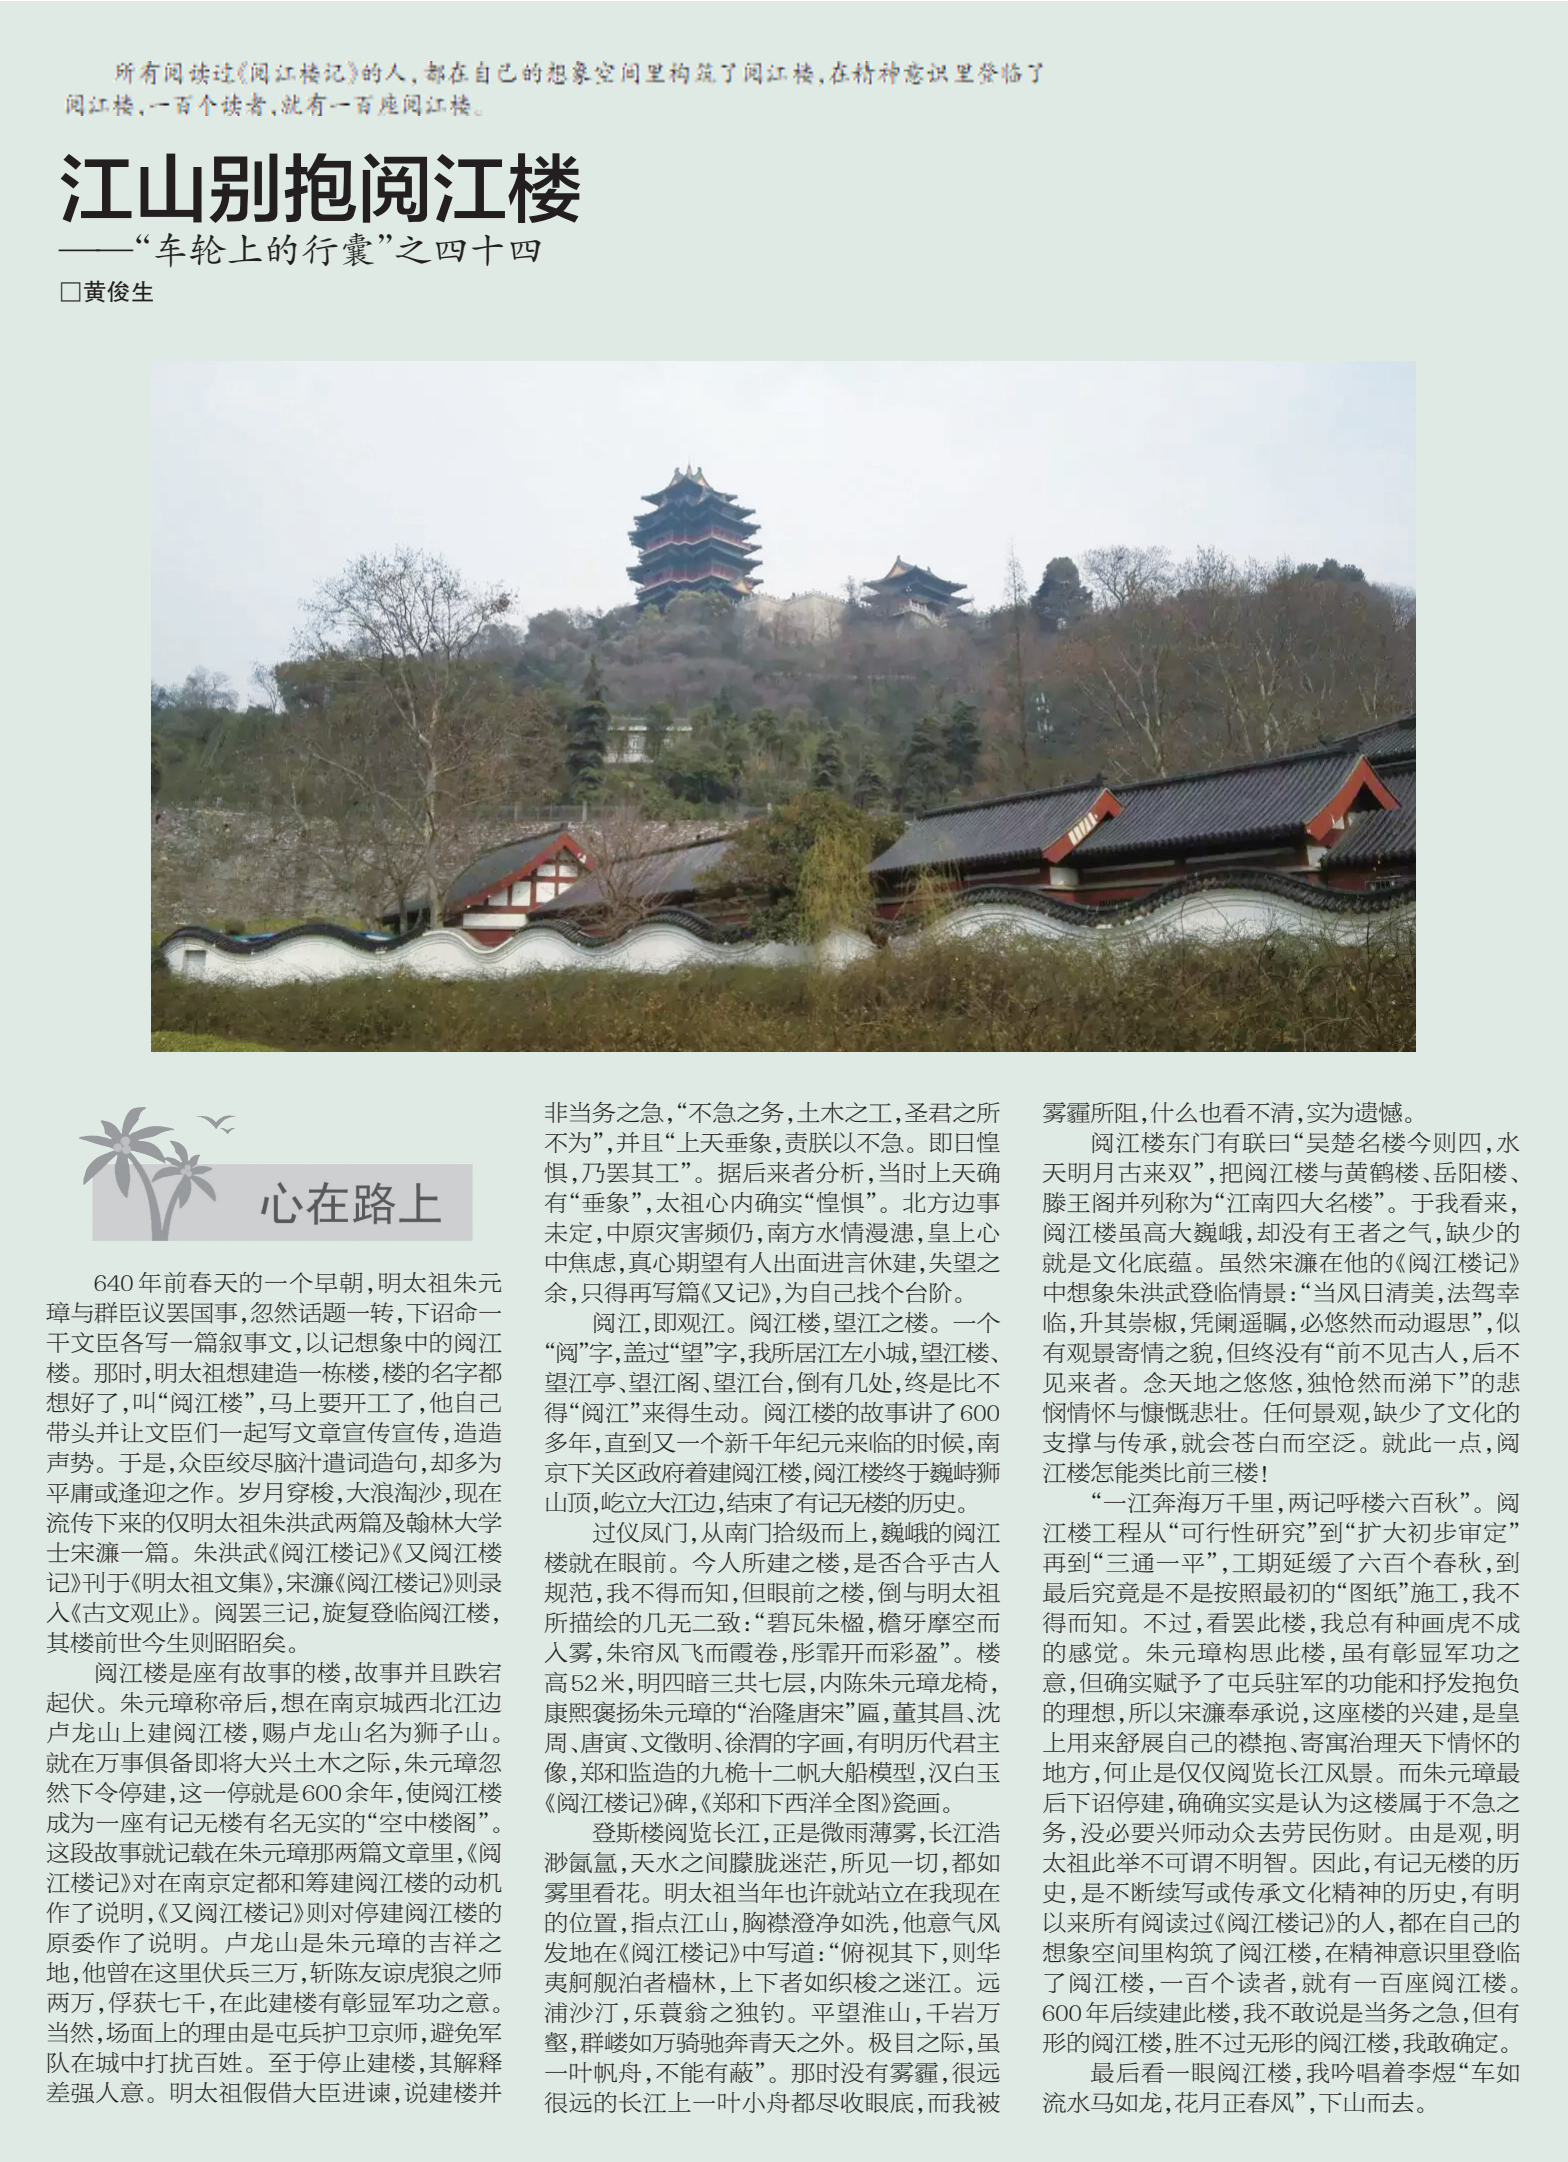 所有阅读过《阅江楼记》的人，都在自己的想象空间里构筑了阅江楼，在精神意识里登临了
阅江楼，一百个读者，就有一百座阅江楼。
江山别抱阅江楼
——“车轮上的行囊”之四十四
□黄俊生
心在路上
640年前春天的一个早朝，明太祖朱元
璋与群臣议罢国事，忽然话题一转，下诏命一
干文臣各写一篇叙事文，以记想象中的阅江
楼。那时，明太祖想建造一栋楼，楼的名字都
想好了，叫“阅江楼”，马上要开工了，他自己
带头并让文臣们一起写文章宣传宣传，造造
声势。于是，众臣绞尽脑汁遣词造句，却多为
平庸或逢迎之作。岁月穿梭，大浪淘沙，现在
流传下来的仅明太祖朱洪武两篇及翰林大学
士宋濂一篇。朱洪武《阅江楼记》《又阅江楼
记》刊于《明太祖文集》，宋濂《阅江楼记》则录
入《古文观止》。阅罢三记，旋复登临阅江楼，
其楼前世今生则昭昭矣。
阅江楼是座有故事的楼，故事并且跌宕
起伏。朱元璋称帝后，想在南京城西北江边
卢龙山上建阅江楼，赐卢龙山名为狮子山。
就在万事俱备即将大兴土木之际，朱元璋忽
然下令停建，这一停就是600余年，使阅江楼
成为一座有记无楼有名无实的“空中楼阁”。
这段故事就记载在朱元璋那两篇文章里，《阅
江楼记》对在南京定都和筹建阅江楼的动机
作了说明，《又阅江楼记》则对停建阅江楼的
原委作了说明。卢龙山是朱元璋的吉祥之
地，他曾在这里伏兵三万，斩陈友谅虎狼之师
两万，俘获七千，在此建楼有彰显军功之意。
当然，场面上的理由是屯兵护卫京师，避免军
队在城中打扰百姓。至于停止建楼，其解释
差强人意。明太祖假借大臣进谏，说建楼并
非当务之急，“不急之务，土木之工，圣君之所
不为”，并且“上天垂象，责朕以不急。即日惶
惧，乃罢其工”。据后来者分析，当时上天确
有“垂象”，太祖心内确实“惶惧”。北方边事
未定，中原灾害频仍，南方水情漫漶，皇上心
中焦虑，真心期望有人出面进言休建，失望之
余，只得再写篇《又记》，为自己找个台阶。
阅江，即观江。阅江楼，望江之楼。一个
“阅”字，盖过“望”字，我所居江左小城，望江楼、
望江亭、望江阁、望江台，倒有几处，终是比不
得“阅江”来得生动。阅江楼的故事讲了600
多年，直到又一个新千年纪元来临的时候，南
京下关区政府着建阅江楼，阅江楼终于巍峙狮
山顶，屹立大江边，结束了有记无楼的历史。
过仪凤门，从南门拾级而上，巍峨的阅江
楼就在眼前。今人所建之楼，是否合乎古人
规范，我不得而知，但眼前之楼，倒与明太祖
所描绘的几无二致：“碧瓦朱楹，檐牙摩空而
入雾，朱帘风飞而霞卷，彤霏开而彩盈”。楼
高52米，明四暗三共七层，内陈朱元璋龙椅，
康熙褒扬朱元璋的“治隆唐宋”匾，董其昌、沈
周、唐寅、文徵明、徐渭的字画，有明历代君主
像，郑和监造的九桅十二帆大船模型，汉白玉
《阅江楼记》碑，《郑和下西洋全图》瓷画。
登斯楼阅览长江，正是微雨薄雾，长江浩
渺氤氲，天水之间朦胧迷茫，所见一切，都如
雾里看花。明太祖当年也许就站立在我现在
的位置，指点江山，胸襟澄净如洗，他意气风
发地在《阅江楼记》中写道：“俯视其下，则华
夷舸舰泊者樯林，上下者如织梭之迷江。远
浦沙汀，乐蓑翁之独钓。平望淮山，千岩万
壑，群嵝如万骑驰奔青天之外。极目之际，虽
一叶帆舟，不能有蔽”。那时没有雾霾，很远
很远的长江上一叶小舟都尽收眼底，而我被
雾霾所阻，什么也看不清，实为遗憾。
阅江楼东门有联曰“吴楚名楼今则四，水
天明月古来双”，把阅江楼与黄鹤楼、岳阳楼、
滕王阁并列称为“江南四大名楼”。于我看来，
阅江楼虽高大巍峨，却没有王者之气，缺少的
就是文化底蕴。虽然宋濂在他的《阅江楼记》
中想象朱洪武登临情景：“当风日清美，法驾幸
临，升其崇椒，凭阑遥瞩，必悠然而动遐思”，似
有观景寄情之貌，但终没有“前不见古人，后不
见来者。念天地之悠悠，独怆然而涕下”的悲
悯情怀与慷慨悲壮。任何景观，缺少了文化的
支撑与传承，就会苍白而空泛。就此一点，阅
江楼怎能类比前三楼！
“一江奔海万千里，两记呼楼六百秋”。阅
江楼工程从“可行性研究”到“扩大初步审定”
再到“三通一平”，工期延缓了六百个春秋，到
最后究竟是不是按照最初的“图纸”施工，我不
得而知。不过，看罢此楼，我总有种画虎不成
的感觉。朱元璋构思此楼，虽有彰显军功之
意，但确实赋予了屯兵驻军的功能和抒发抱负
的理想，所以宋濂奉承说，这座楼的兴建，是皇
上用来舒展自己的襟抱、寄寓治理天下情怀的
地方，何止是仅仅阅览长江风景。而朱元璋最
后下诏停建，确确实实是认为这楼属于不急之
务，没必要兴师动众去劳民伤财。由是观，明
太祖此举不可谓不明智。因此，有记无楼的历
史，是不断续写或传承文化精神的历史，有明
以来所有阅读过《阅江楼记》的人，都在自己的
想象空间里构筑了阅江楼，在精神意识里登临
了阅江楼，一百个读者，就有一百座阅江楼。
600年后续建此楼，我不敢说是当务之急，但有
形的阅江楼，胜不过无形的阅江楼，我敢确定。
最后看一眼阅江楼，我吟唱着李煜“车如
流水马如龙，花月正春风”，下山而去。